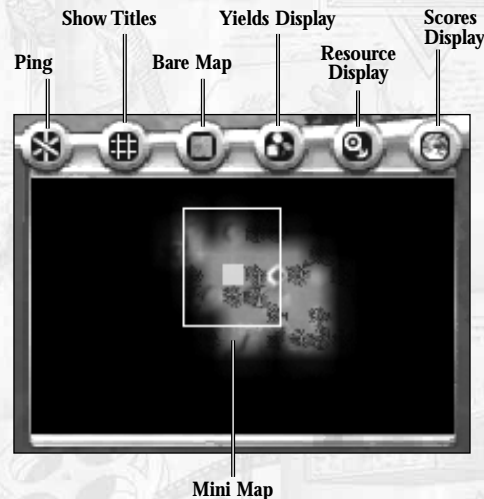 Show Titles
Yields Display
Scores
Display
Ping
Bare Map
Resource
Display
Mini Map